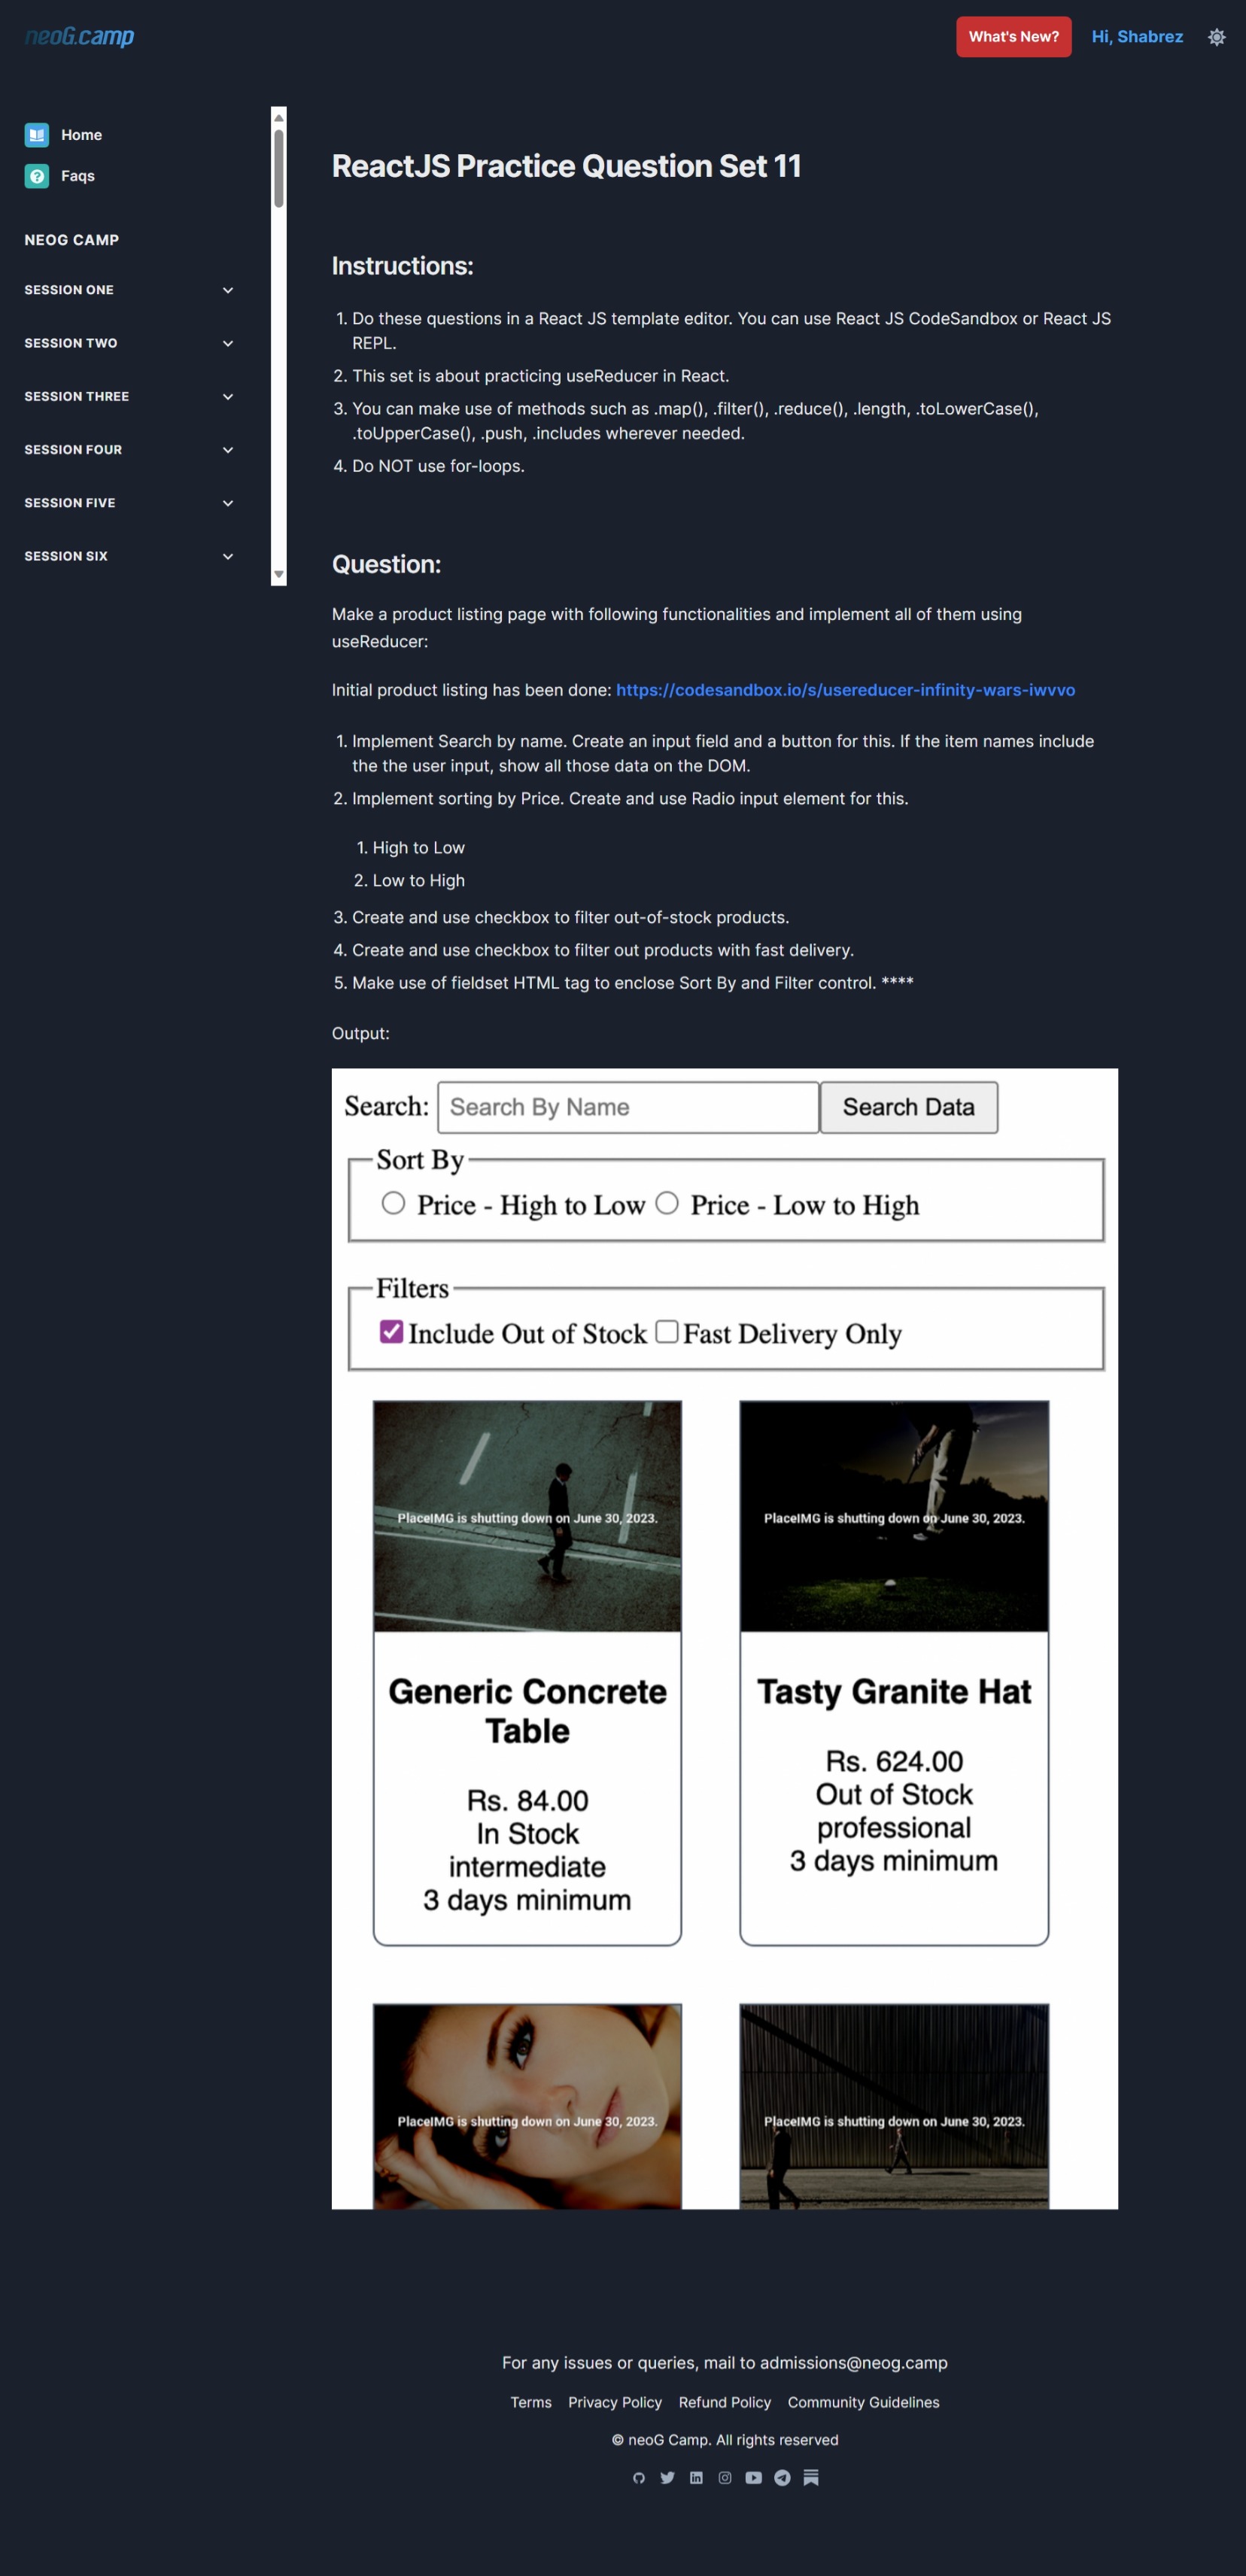 neoG.camp
What's New?
Hi, Shabrez
Home
Faqs
NEOG CAMP
SESSION ONE
SESSION TWO
SESSION THREE
SESSION FOUR
SESSION FIVE
SESSION SIX
ReactJS Practice Question Set 11
Instructions:
1. Do these questions in a React JS template editor. You can use React JS CodeSandbox or React JS
REPL.
2. This set is about practicing useReducer in React.
3. You can make use of methods such as .map(), .filter(), .reduce(), .length, .toLowerCase(),
.toUpperCase(), .push, .includes wherever needed.
4. Do NOT use for-loops.
Question:
Make a product listing page with following functionalities and implement all of them using
useReducer:
Initial product listing has been done: https://codesandbox.io/s/usereducer-infinity-wars-iwvvo
1. Implement Search by name. Create an input field and a button for this. If the item names include
the the user input, show all those data on the DOM.
2. Implement sorting by Price. Create and use Radio input element for this.
1. High to Low
2. Low to High
3. Create and use checkbox to filter out-of-stock products.
4. Create and use checkbox to filter out products with fast delivery.
5. Make use of fieldset HTML tag to enclose Sort By and Filter control. ****
Output:
Search: Search By Name Search Data
Sort By
Price - High to Low Price - Low to High
Filters
Include Out of Stock Fast Delivery Only
PlaceIMG is shutting down on June 30, 2023.
Generic Concrete
Table
Rs. 84.00
In Stock
intermediate
3 days minimum
PlaceIMG is shutting down on June 30, 2023.
Tasty Granite Hat
Rs. 624.00
Out of Stock
professional
3 days minimum
PlaceIMG is shutting down on June 30, 2023.
PlaceIMG is shutting down on June 30, 2023.
For any issues or queries, mail to admissions@neog.camp
Terms Privacy Policy Refund Policy Community Guidelines
© neoG Camp. All rights reserved